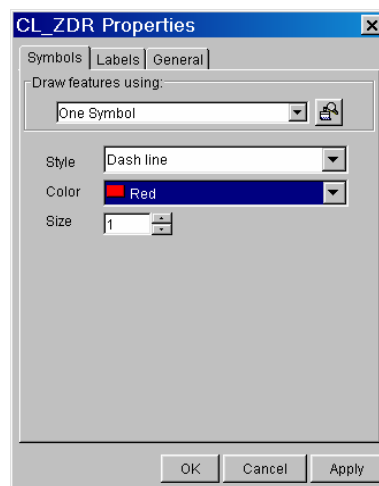 CL_ZDR Properties
Symbols Labels General
Draw features using:
One Symbol
Style Dash line
Color Red
Size 1
OK Cancel Apply